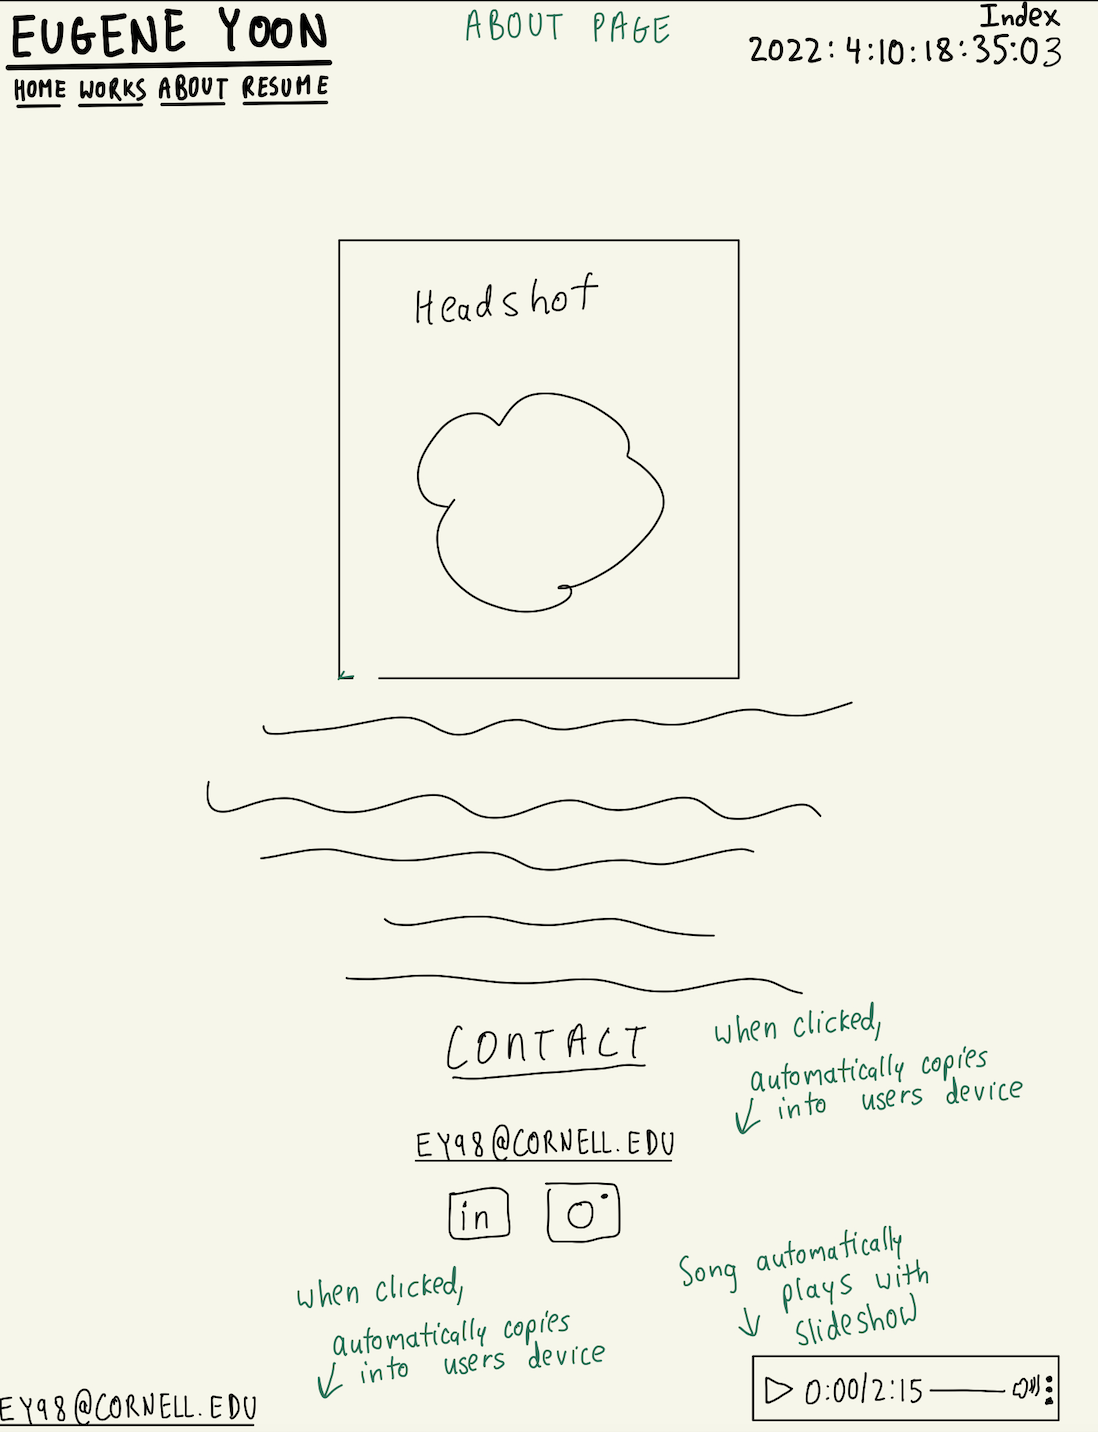 EUGENE YOON
HOME WORKS ABOUT RESUME
ABOUT PAGE
Index
2022:4:10:18:35:03
Headshot
CONTACT
when clicked,
automatically copies
into users device
EY98@CORNELL.EDU
in
when clicked,
automatically copies
into users device
Song automatically
plays with
slideshow
EY98@CORNELL.EDU
0:00/2:15